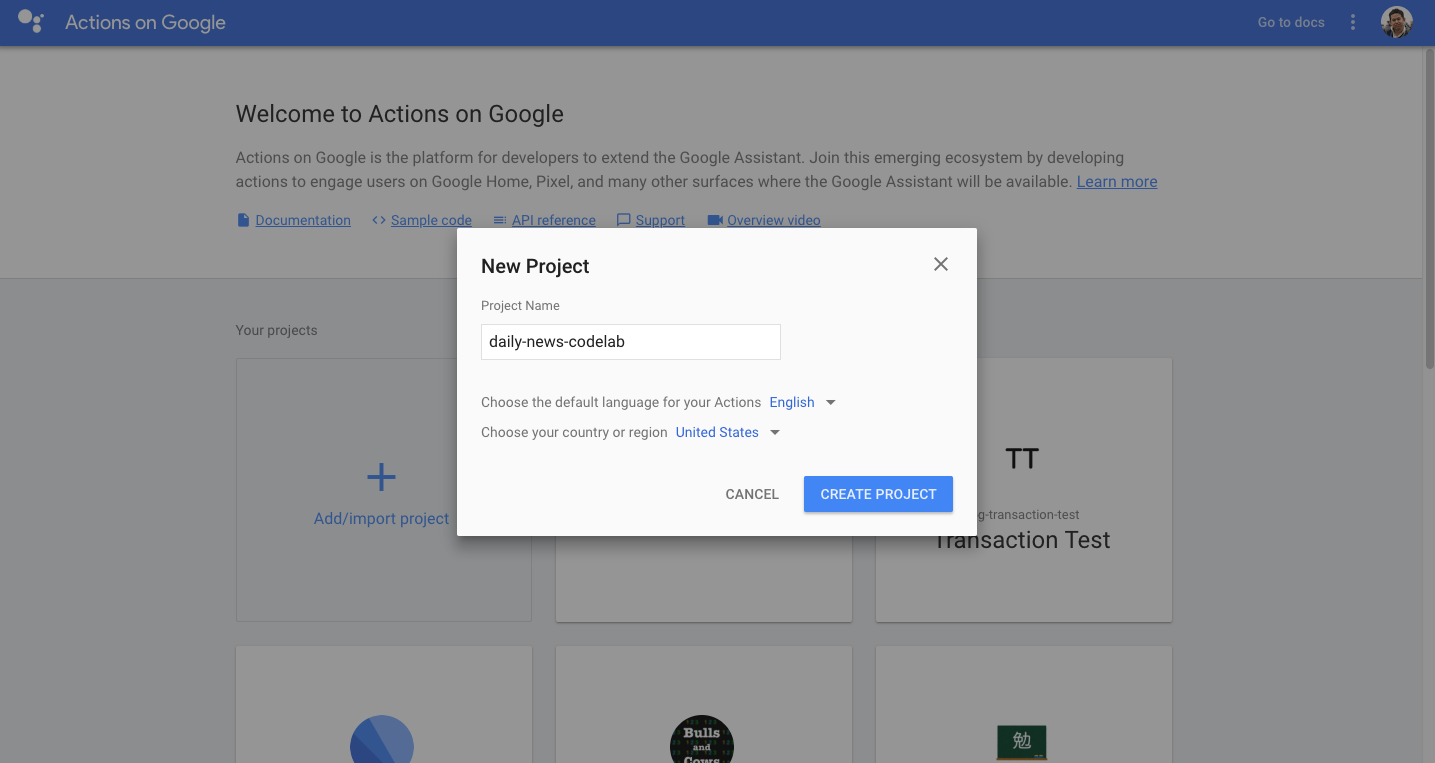 Actions on Google
Go to docs
Welcome to Actions on Google
Actions on Google is the platform for developers to extend the Google Assistant. Join this emerging ecosystem by developing
actions to engage users on Google Home, Pixel, and many other surfaces where the Google Assistant will be available. Learn more
Documentation
Sample code
API reference
Support
Overview video
New Project
Project Name
daily-news-codelab
Choose the default language for your Actions English
Choose your country or region United States
CANCEL
CREATE PROJECT
Your projects
Add/import project
TT
g-transaction-test
Transaction Test
Bulls
and
Cows
勉